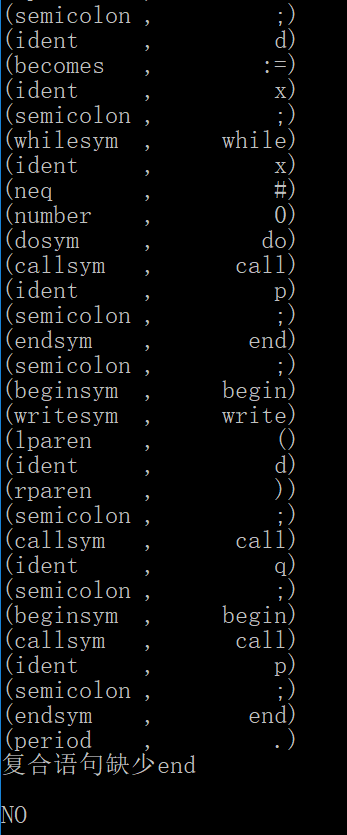 (semicolon ,         ;)
(ident     ,         d)
(becomes   ,        :=)
(ident     ,         x)
(semicolon ,         ;)
(whilesym  ,     while)
(ident     ,         x)
(neq       ,         #)
(number    ,         0)
(dosym     ,        do)
(callsym   ,      call)
(ident     ,         p)
(semicolon ,         ;)
(endsym    ,       end)
(semicolon ,         ;)
(beginsym  ,     begin)
(writesym  ,     write)
(lparen    ,         ()
(ident     ,         d)
(rparen    ,         ))
(semicolon ,         ;)
(callsym   ,      call)
(ident     ,         q)
(semicolon ,         ;)
(beginsym  ,     begin)
(callsym   ,      call)
(ident     ,         p)
(semicolon ,         ;)
(endsym    ,       end)
(period    ,         .)
复合语句缺少end
NO